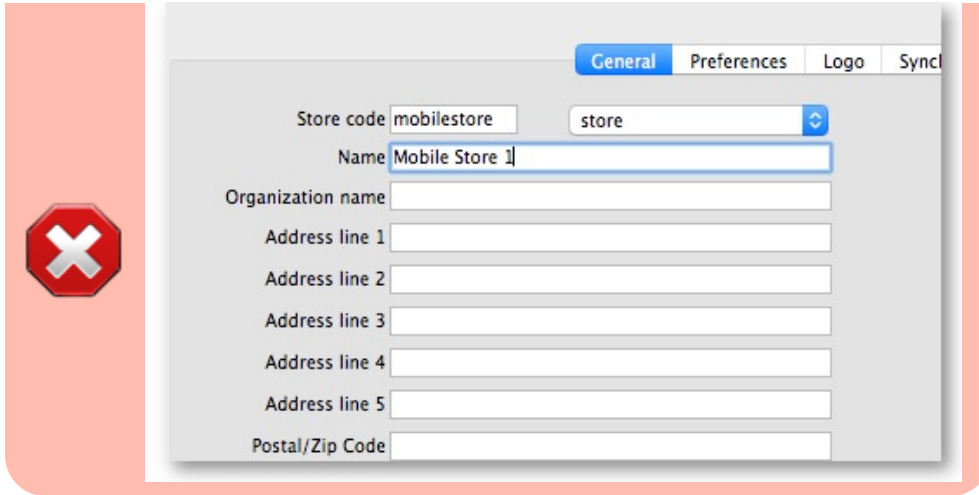 General Preferences Logo Syncl
Store code mobilestore store
Name Mobile Store 1
Organization name
Address line 1
Address line 2
Address line 3
Address line 4
Address line 5
Postal/Zip Code